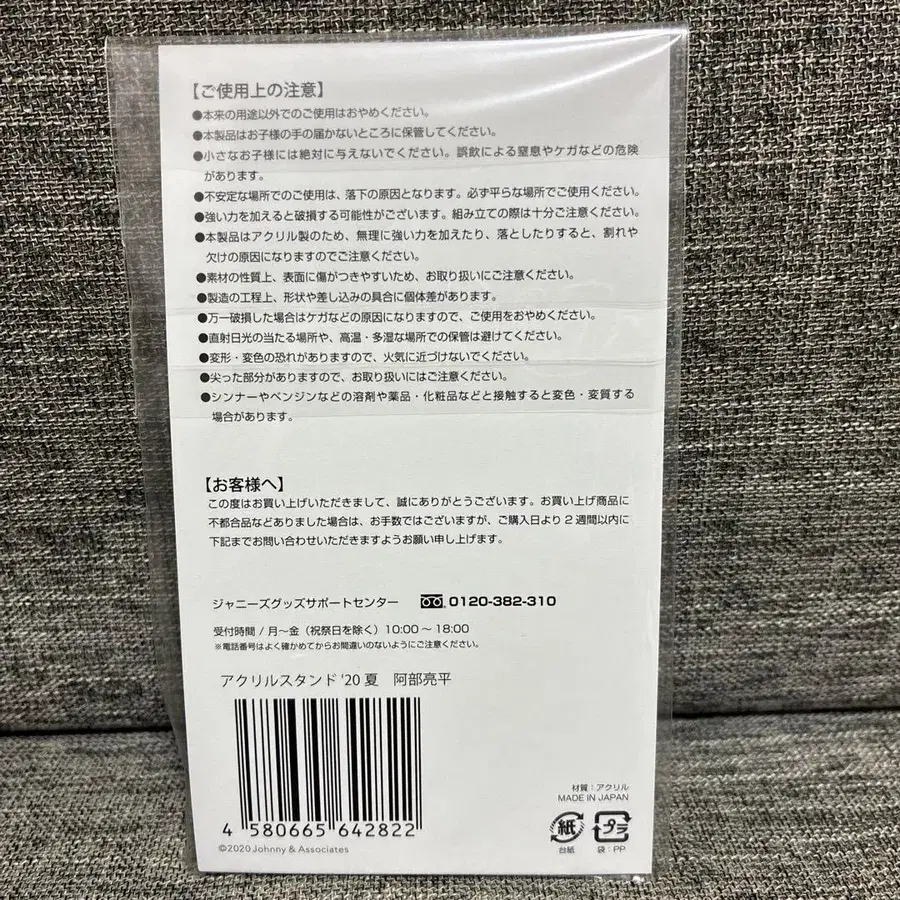 【ご使用上の注意】
●本来の用途以外でのご使用はおやめください。
●本製品はお子様の手の届かないところに保管してください。
●小さなお子様には絶対に与えないでください。誤飲による窒息やケガなどの危険
があります。
●不安定な場所でのご使用は、落下の原因となります。必ず平らな場所でご使用ください。
●強い力を加えると破損する可能性がございます。組み立ての際は十分ご注意ください。
●本製品はアクリル製のため、無理に強い力を加えたり、落としたりすると、割れや
欠けの原因になりますのでご注意ください。
●素材の性質上、表面に傷がつきやすいため、お取り扱いにご注意ください。
●製造の工程上、形状や差し込みの具合に個体差があります。
●万一破損した場合はケガなどの原因になりますので、ご使用をおやめください。
●直射日光の当たる場所や、高温・多湿な場所での保管は避けてください。
●変形・変色の恐れがありますので、火気に近づけないでください。
●尖った部分がありますので、お取り扱いにはご注意ください。
●シンナーやベンジンなどの溶剤や薬品・化粧品などと接触すると変色・変質する
場合があります。
【お客様へ】
この度はお買い上げいただきまして、誠にありがとうございます。お買い上げ商品に
不都合品などありました場合は、お手数ではございますが、ご購入日より2週間以内に
下記までお問い合わせいただきますようお願い申し上げます。
ジャニーズグッズサポートセンター 0120-382-310
受付時間/月～金（祝祭日を除く）10:00～18:00
※電話番号はよく確かめてからお間違いのないようにご注意ください。
アクリルスタンド '20 夏 阿部亮平
4 580665 642822
©2020 Johnny & Associates
材質：アクリル
MADE IN JAPAN
紙 プラ
台紙 袋：PP